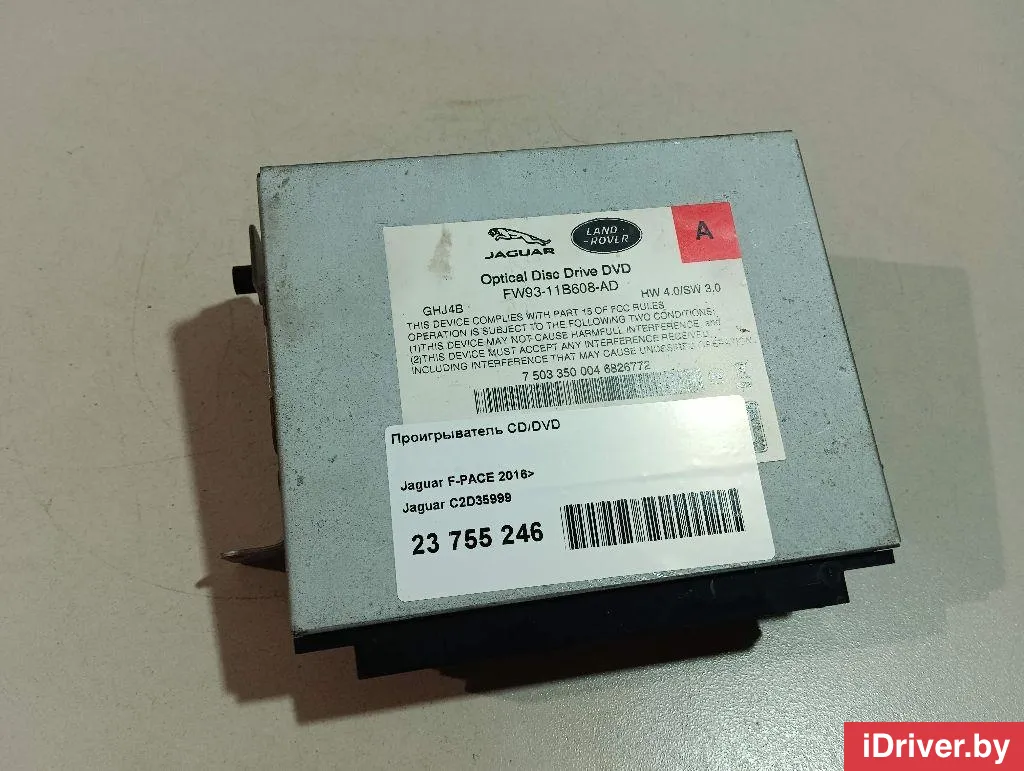 JAGUAR
LAND
ROVER
A
Optical Disc Drive DVD
FW93-11B608-AD
GHJ4B
HW 4.0/SW 3.0
THIS DEVICE COMPLIES WITH PART 15 OF FCC RULES
OPERATION IS SUBJECT TO THE FOLLOWING TWO CONDITIONS:
(1)THIS DEVICE MAY NOT CAUSE HARMFULL INTERFERENCE, and
(2)THIS DEVICE MUST ACCEPT ANY INTERFERENCE RECEIVED,
INCLUDING INTERFERENCE THAT MAY CAUSE UNDESIRED OPERATION
7 503 350 004 6826772
Проигрыватель CD/DVD
Jaguar F-PACE 2016>
Jaguar C2D35999
23 755 246
iDriver.by